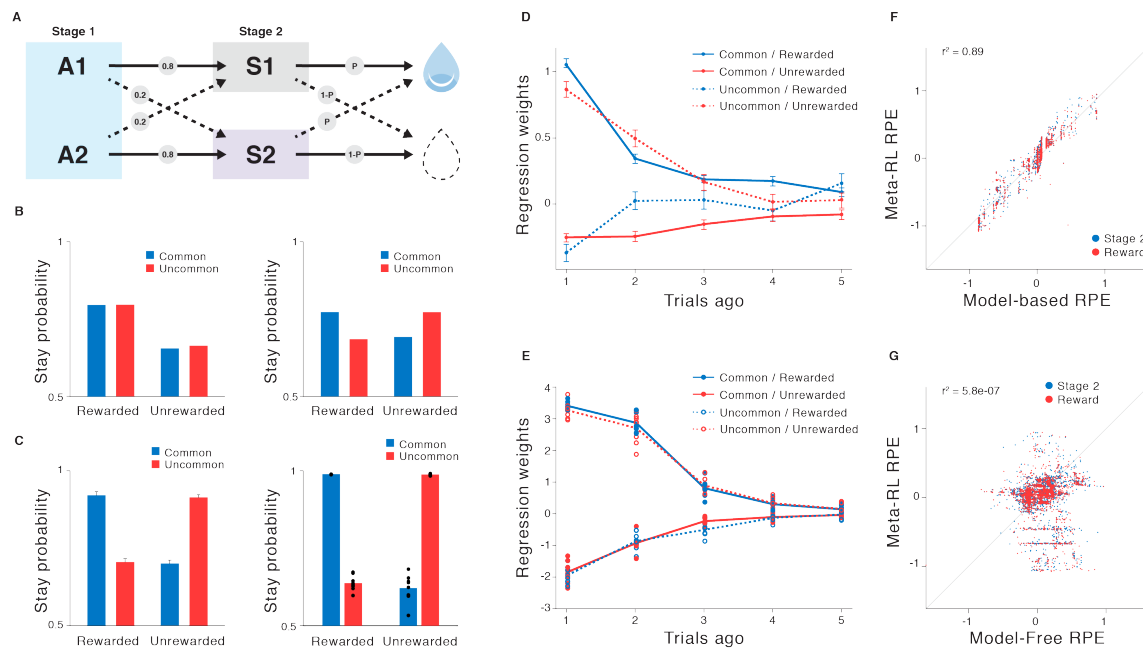 A
Stage 1
Stage 2
A1
0.8
S1
P
0.2
1-P
0.2
P
A2
0.8
S2
1-P
B
Stay probability
1
0.5
Common
Uncommon
Rewarded
Unrewarded
Stay probability
1
0.5
Common
Uncommon
Rewarded
Unrewarded
C
Stay probability
1
0.5
Common
Uncommon
Rewarded
Unrewarded
Stay probability
1
0.5
Common
Uncommon
Rewarded
Unrewarded
D
Regression weights
1
0.5
0
Common / Rewarded
Common / Unrewarded
Uncommon / Rewarded
Uncommon / Unrewarded
1
2
3
4
5
Trials ago
E
Regression weights
4
3
2
1
0
-1
-2
-3
Common / Rewarded
Common / Unrewarded
Uncommon / Rewarded
Uncommon / Unrewarded
1
2
3
4
5
Trials ago
F
r² = 0.89
Meta-RL RPE
1
0
-1
Stage 2
Reward
-1
0
1
Model-based RPE
G
r² = 5.8e-07
Stage 2
Reward
Meta-RL RPE
1
0
-1
-1
0
1
Model-Free RPE